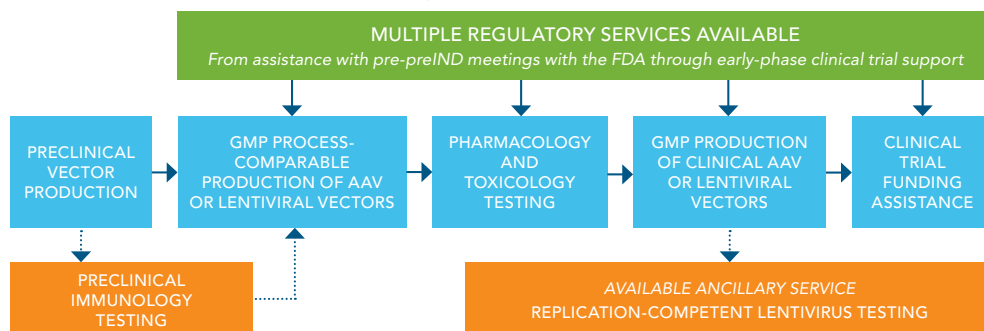 MULTIPLE REGULATORY SERVICES AVAILABLE
From assistance with pre-preIND meetings with the FDA through early-phase clinical trial support
PRECLINICAL
VECTOR
PRODUCTION
GMP PROCESS-
COMPARABLE
PRODUCTION OF AAV
OR LENTIVIRAL VECTORS
PHARMACOLOGY
AND
TOXICOLOGY
TESTING
GMP PRODUCTION
OF CLINICAL AAV
OR LENTIVIRAL
VECTORS
CLINICAL
TRIAL
FUNDING
ASSISTANCE
PRECLINICAL
IMMUNOLOGY
TESTING
AVAILABLE ANCILLARY SERVICE
REPLICATION-COMPETENT LENTIVIRUS TESTING